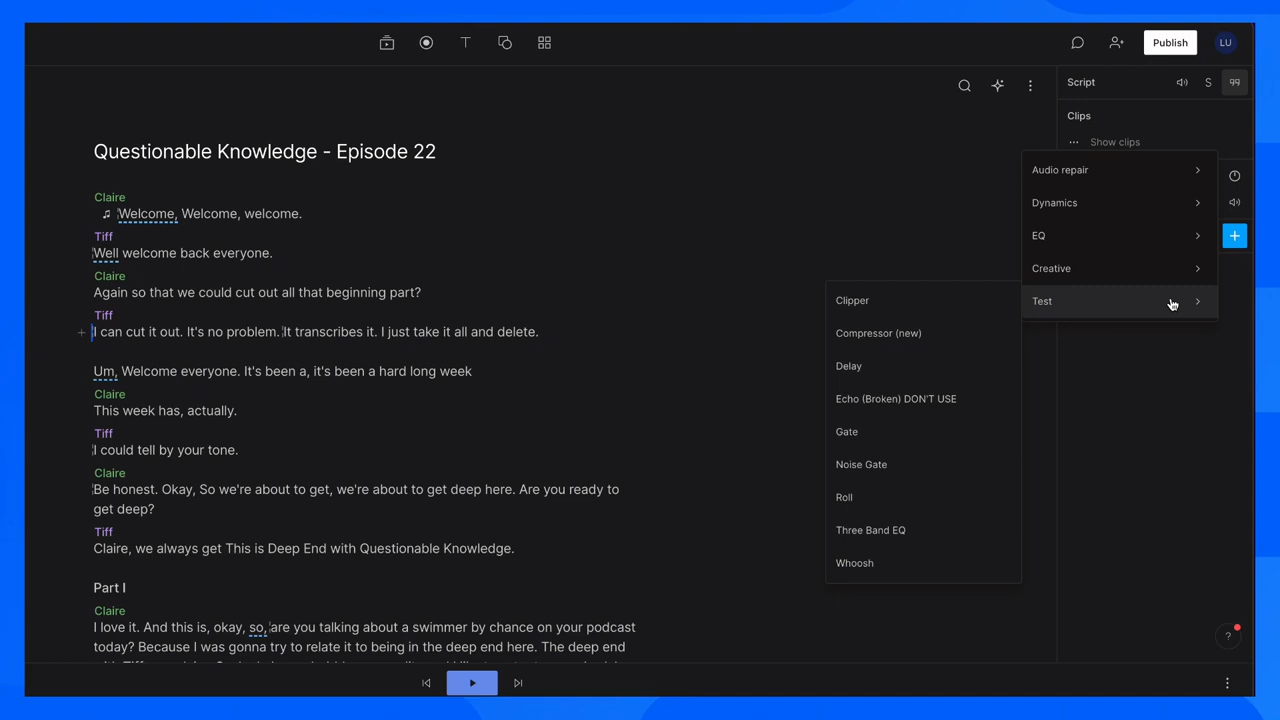 Publish
LU
Script
S
Clips
Show clips
Questionable Knowledge - Episode 22
Claire
Welcome, Welcome, welcome.
Tiff
Well welcome back everyone.
Claire
Again so that we could cut out all that beginning part?
Tiff
I can cut it out. It's no problem. It transcribes it. I just take it all and delete.
Um, Welcome everyone. It's been a, it's been a hard long week
Claire
This week has, actually.
Tiff
I could tell by your tone.
Claire
Be honest. Okay, So we're about to get, we're about to get deep here. Are you ready to
get deep?
Tiff
Claire, we always get This is Deep End with Questionable Knowledge.
Part I
Claire
I love it. And this is, okay, so, are you talking about a swimmer by chance on your podcast
today? Because I was gonna try to relate it to being in the deep end here. The deep end
Audio repair
Dynamics
EQ
Creative
Test
Clipper
Compressor (new)
Delay
Echo (Broken) DON'T USE
Gate
Noise Gate
Roll
Three Band EQ
Whoosh
?